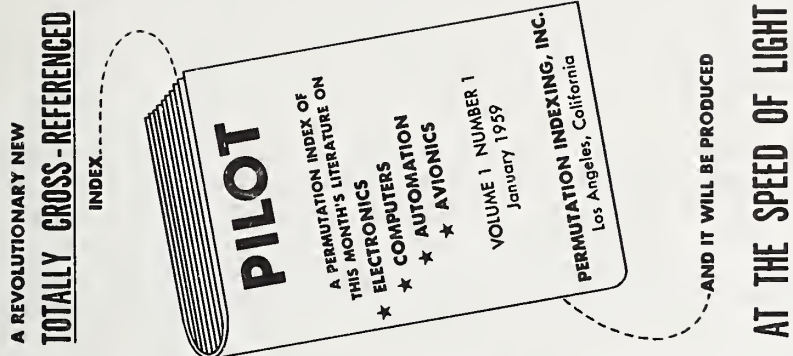 A REVOLUTIONARY NEW
TOTALLY CROSS-REFERENCED
INDEX
PILOT
A PERMUTATION INDEX OF
THIS MONTH'S LITERATURE ON
★ ELECTRONICS
★ COMPUTERS
★ AUTOMATION
★ AVIONICS
VOLUME 1 NUMBER 1
January 1959
PERMUTATION INDEXING, INC.
Los Angeles, California
AND IT WILL BE PRODUCED
AT THE SPEED OF LIGHT